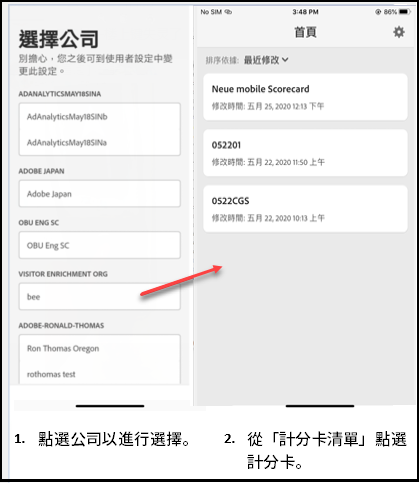 選擇公司
別擔心，您之後可到使用者設定中變
更此設定。
ADANALYTICSMAY18SINA
AdAnalyticsMay18SINb
AdAnalyticsMay18SINa
ADOBE JAPAN
Adobe Japan
OBU ENG SC
OBU Eng SC
VISITOR ENRICHMENT ORG
bee
ADOBE-RONALD-THOMAS
Ron Thomas Oregon
rothomas test
1. 點選公司以進行選擇。
No SIM
3:48 PM
86%
首頁
排序依據: 最近修改
Neue mobile Scorecard
修改時間: 五月 25, 2020 12:13 下午
052201
修改時間: 五月 22, 2020 11:50 上午
0522CGS
修改時間: 五月 22, 2020 10:13 上午
2. 從「計分卡清單」點選
計分卡。